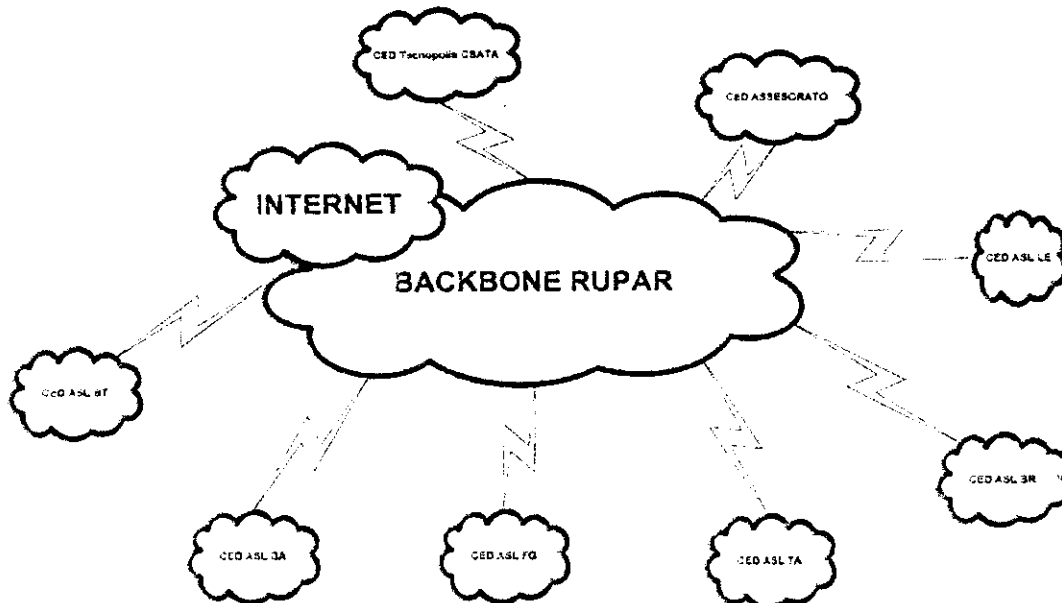 CED Tecnopolis CSATA
CED ASSESSORATO
INTERNET
CED ASL LE
BACKBONE RUPAR
CED ASL BT
CED ASL BR
CED ASL BA
CED ASL FG
CED ASL TA